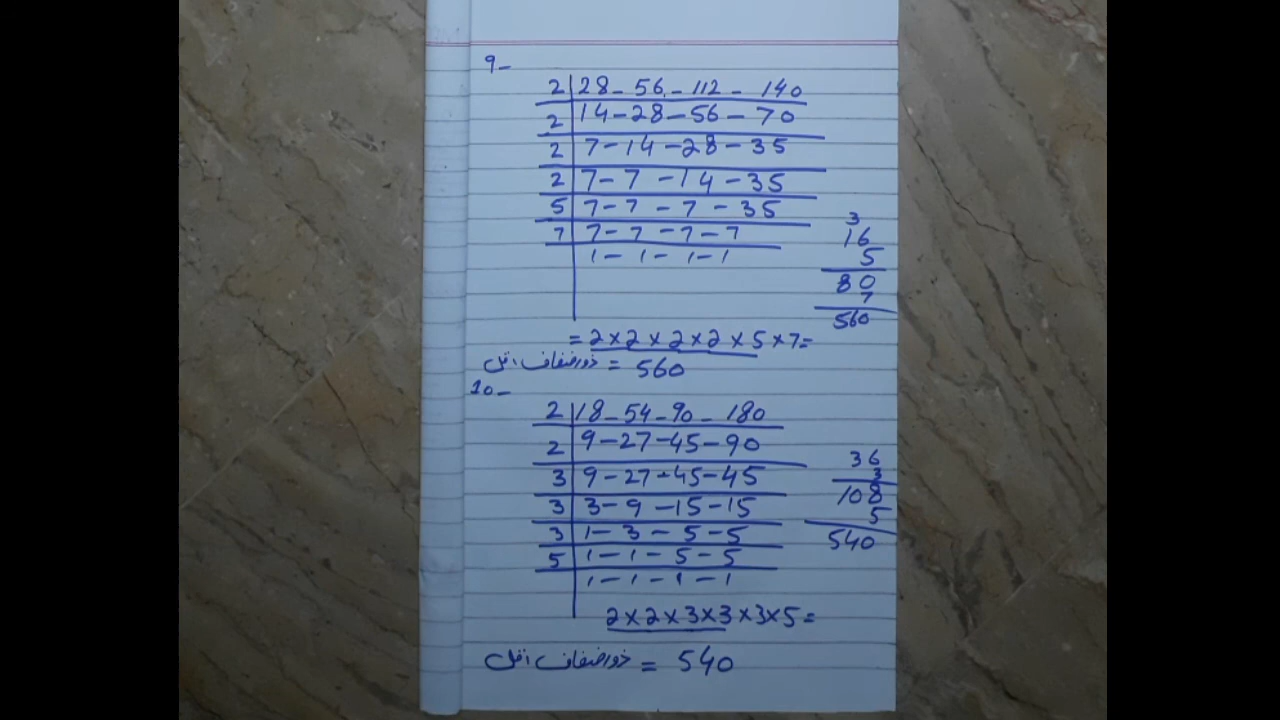 9-
2 | 28 - 56 - 112 - 140
2 | 14 - 28 - 56 - 70
2 | 7 - 14 - 28 - 35
2 | 7 - 7 - 14 - 35
5 | 7 - 7 - 7 - 35
7 | 7 - 7 - 7 - 7
1 - 1 - 1 - 1
3
16
5
80
7
560
= 2 × 2 × 2 × 2 × 5 × 7 =
ذواضعاف اقل = 560
10-
2 | 18 - 54 - 90 - 180
2 | 9 - 27 - 45 - 90
3 | 9 - 27 - 45 - 45
3 | 3 - 9 - 15 - 15
3 | 1 - 3 - 5 - 5
5 | 1 - 1 - 5 - 5
1 - 1 - 1 - 1
36
3
108
5
540
2 × 2 × 3 × 3 × 3 × 5 =
ذواضعاف اقل = 540